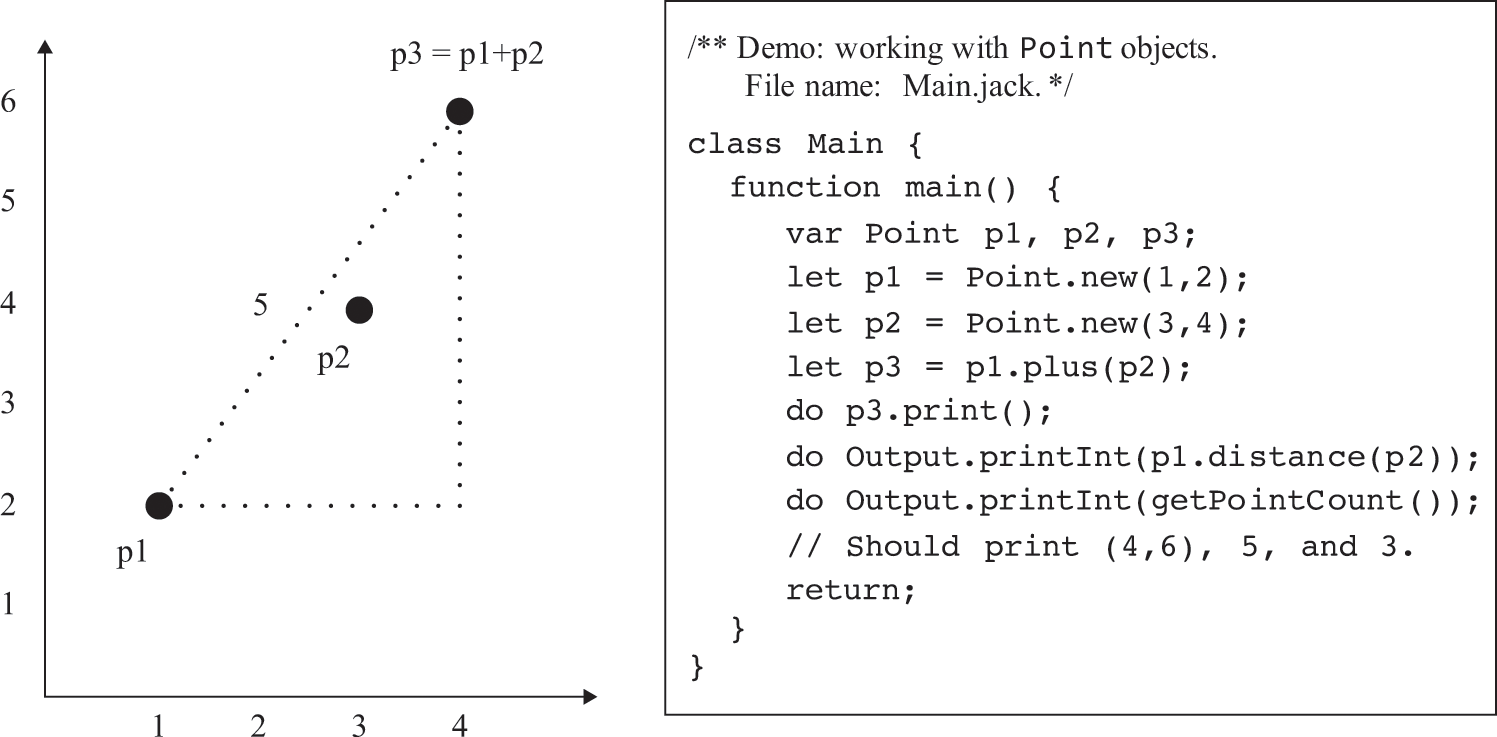 p3 = p1+p2
6
5
4
3
2
1
5
p2
p1
1 2 3 4
/** Demo: working with Point objects.
File name: Main.jack. */
class Main {
function main() {
var Point p1, p2, p3;
let p1 = Point.new(1,2);
let p2 = Point.new(3,4);
let p3 = p1.plus(p2);
do p3.print();
do Output.printInt(p1.distance(p2));
do Output.printInt(getPointCount());
// Should print (4,6), 5, and 3.
return;
}
}